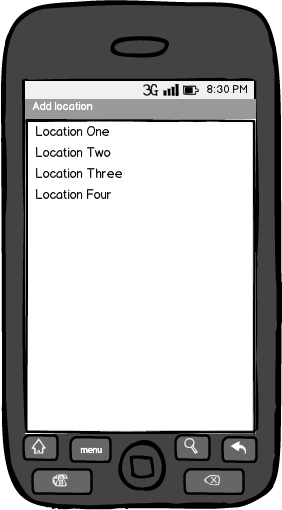 3G 8:30 PM
Add location
Location One
Location Two
Location Three
Location Four
menu